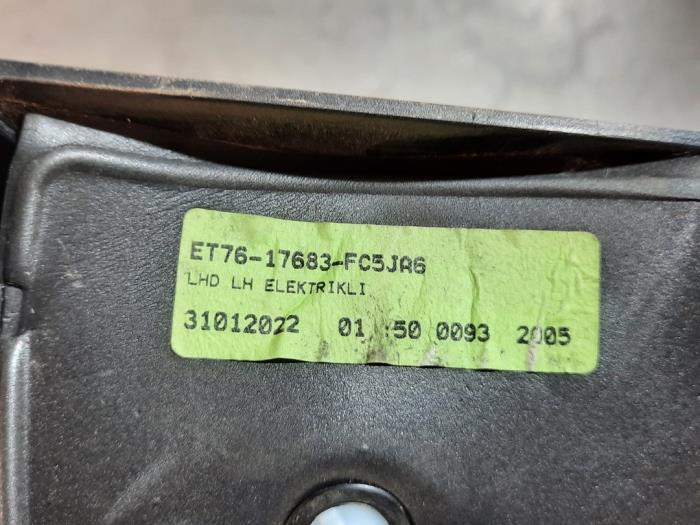 ET76-17683-FC5JA6
LHD LH ELEKTRIKLI
31012022 01 :50 0093 2005